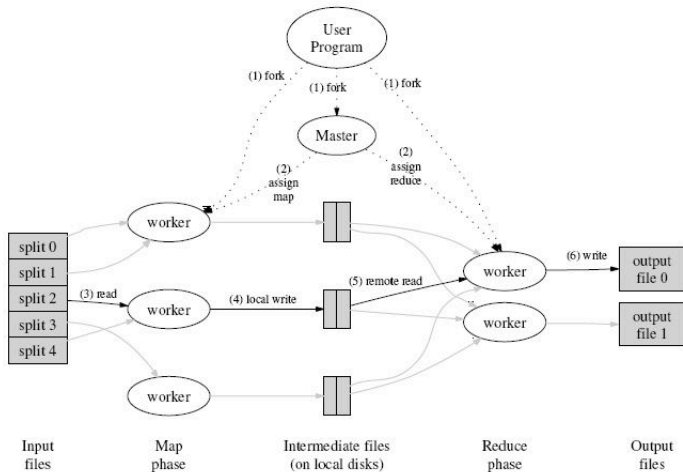 User
Program
(1) fork
(1) fork
(1) fork
Master
(2)
assign
map
(2)
assign
reduce
worker
split 0
split 1
split 2
split 3
split 4
(3) read
worker
(4) local write
worker
(5) remote read
worker
(6) write
worker
output
file 0
output
file 1
Input
files
Map
phase
Intermediate files
(on local disks)
Reduce
phase
Output
files